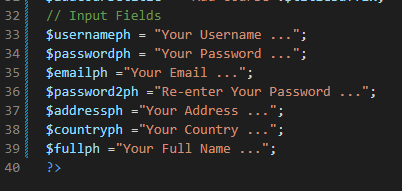 32 // Input Fields
33 $usernameph = "Your Username ...";
34 $passwordph = "Your Password ...";
35 $emailph ="Your Email ...";
36 $password2ph ="Re-enter Your Password ...";
37 $addressph ="Your Address ...";
38 $countryph ="Your Country ...";
39 $fullph ="Your Full Name ...";
40 ?>